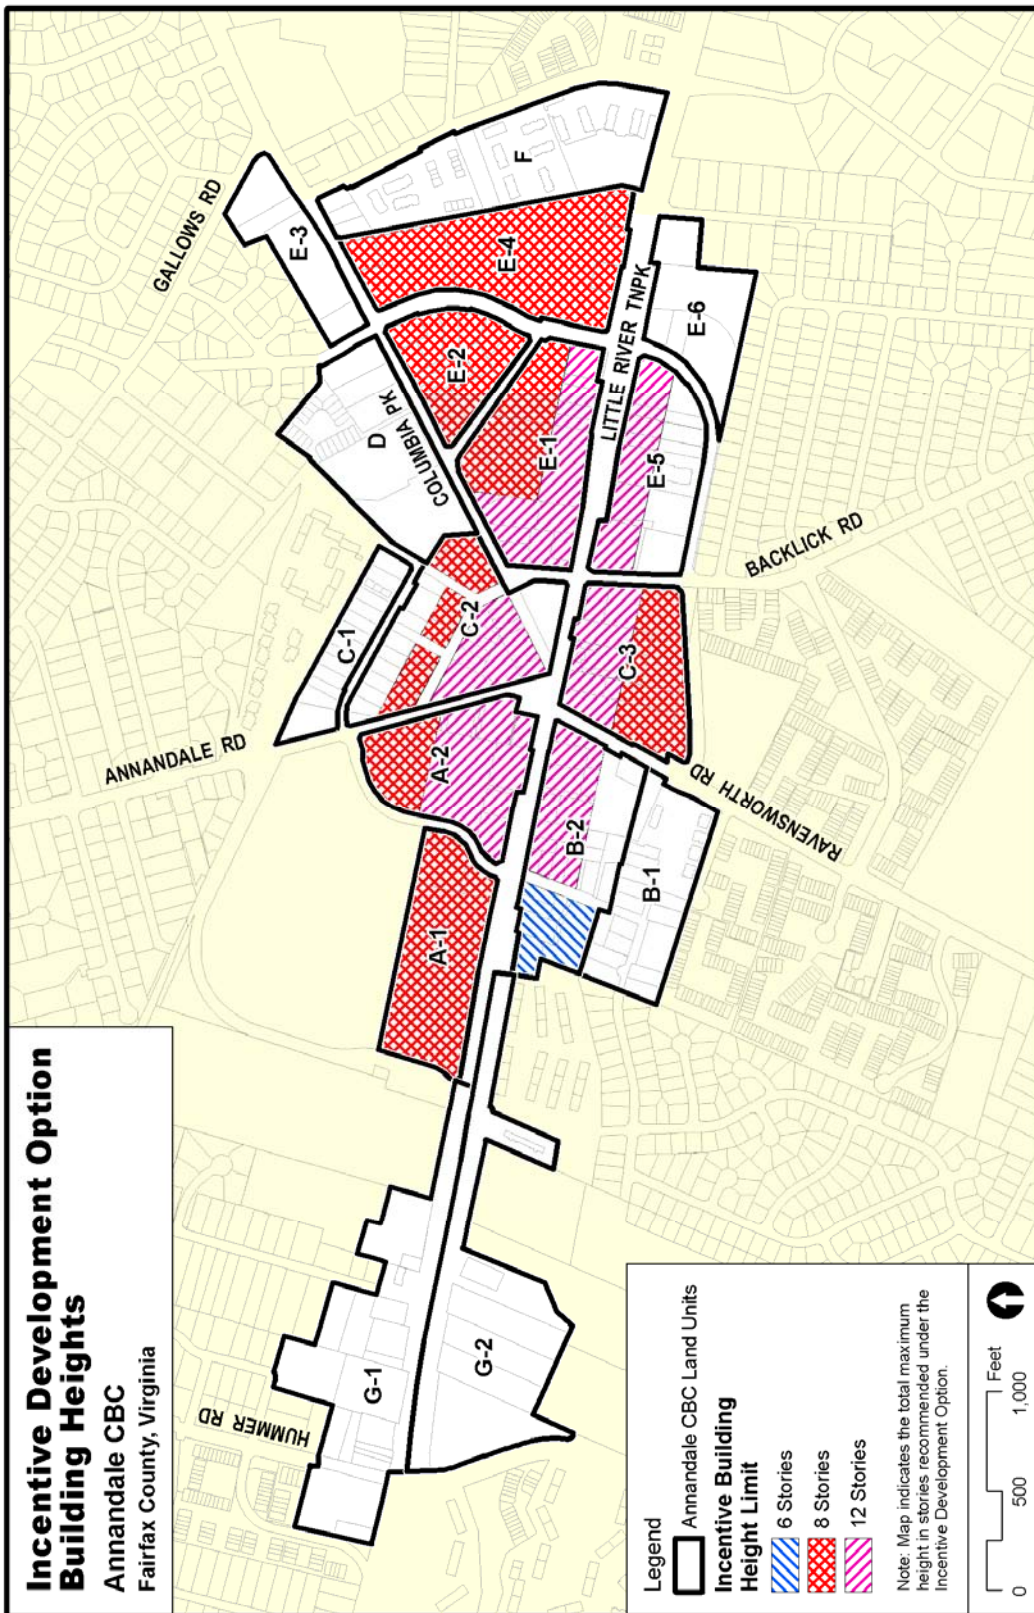 Incentive Development Option
Building Heights
Annandale CBC
Fairfax County, Virginia
HUMMER RD
ANNANDALE RD
GALLOWS RD
COLUMBIA PK
LITTLE RIVER TNPK
BACKLICK RD
RAVENSWORTH RD
G-1
G-2
A-1
A-2
B-1
B-2
C-1
C-2
C-3
D
E-1
E-2
E-3
E-4
E-5
E-6
F
Legend
Annandale CBC Land Units
Incentive Building
Height Limit
6 Stories
8 Stories
12 Stories
Note: Map indicates the total maximum
height in stories recommended under the
Incentive Development Option.
0 500 1,000
Feet